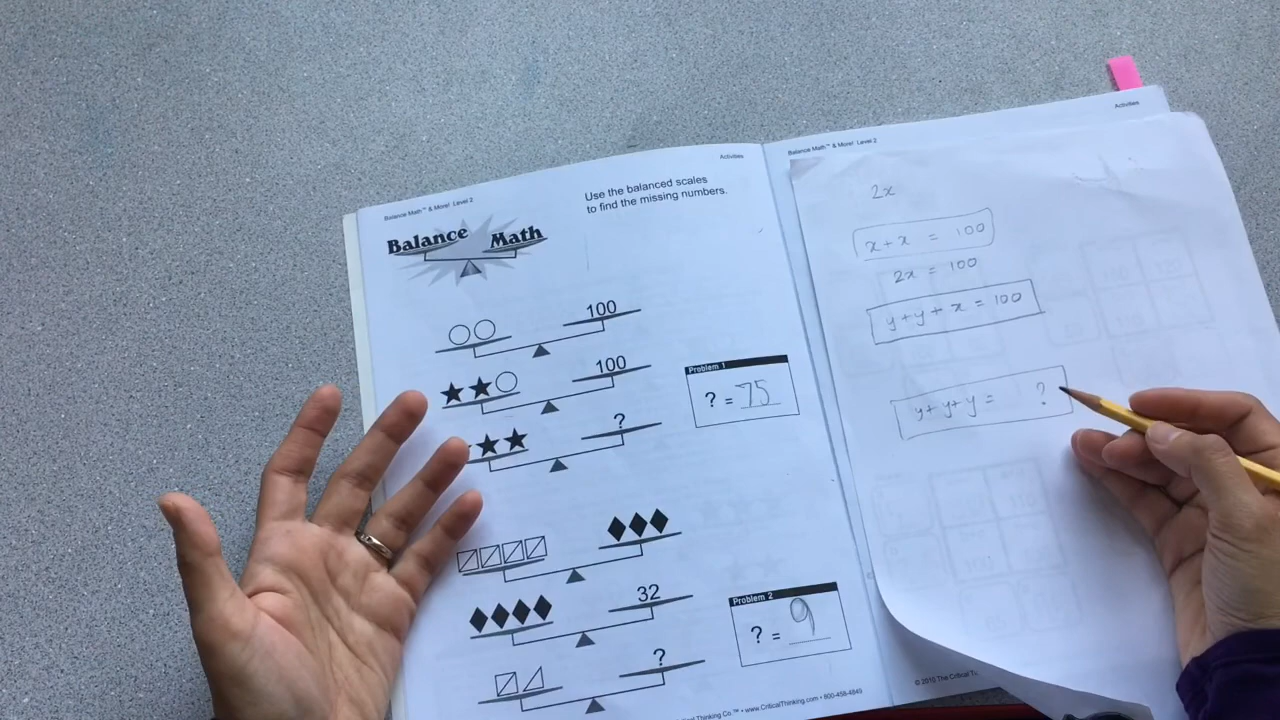 Balance Math™ & More! Level 2
Activities
Balance Math
Use the balanced scales
to find the missing numbers.
100
100
?
Problem 1
? = 75
32
?
Problem 2
? = 9
Co.™ • www.CriticalThinking.com • 800-458-4849
Balance Math™ & More! Level 2
Activities
2x
x + x = 100
2x = 100
y + y + x = 100
y + y + y = ?
© 2010 The Critical